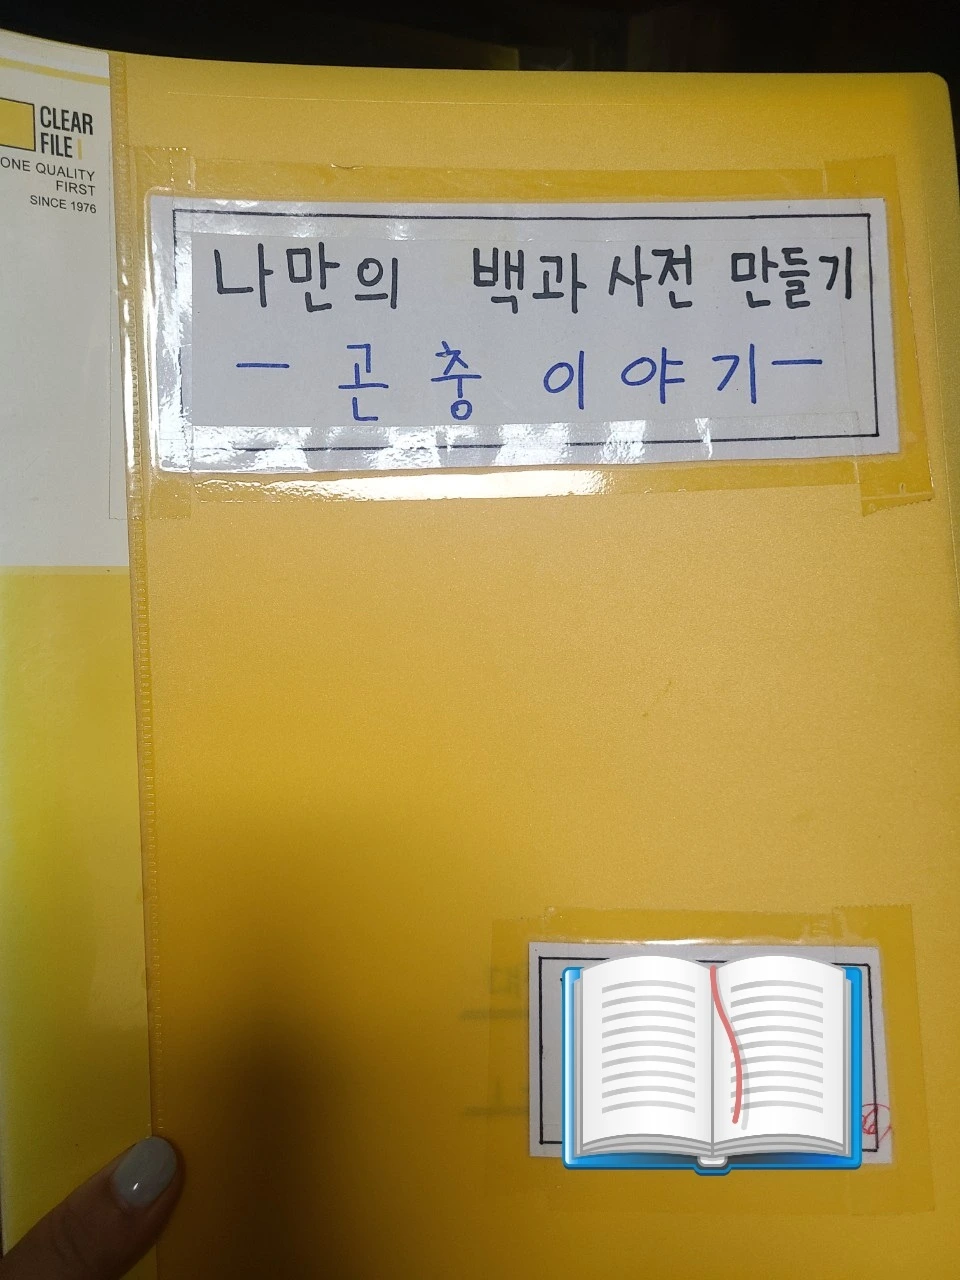 CLEAR
FILE
ONE QUALITY
FIRST
SINCE 1976
나만의 백과사전 만들기
- 곤충 이야기 -